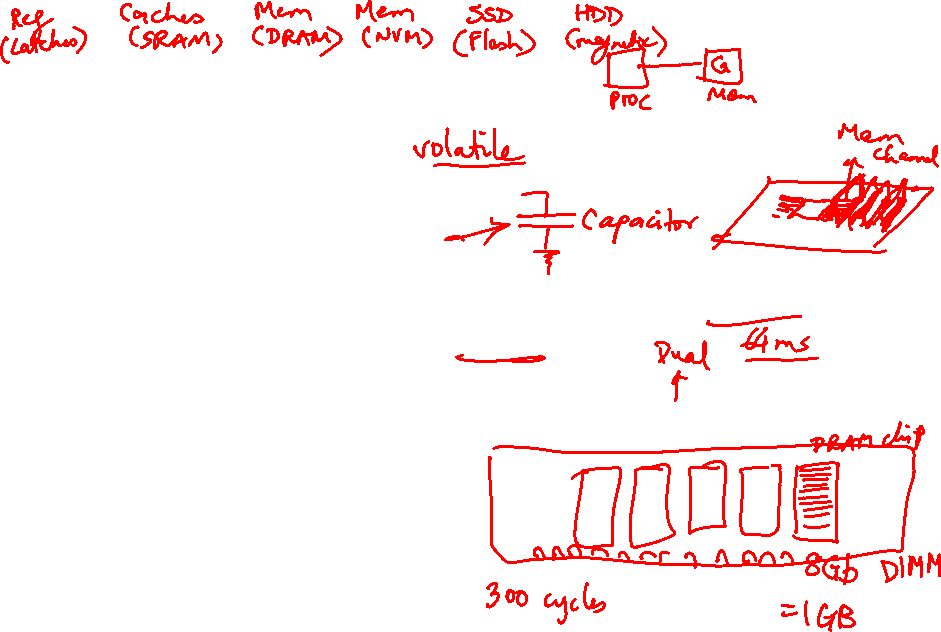 Reg Caches Mem Mem SSD HDD
(Latches) (SRAM) (DRAM) (NVM) (Flash) (magnetic)
Proc Mem
volatile
Mem
Channel
Capacitor
Dual 64ms
DRAM chip
8Gb DIMM
300 cycles =1GB